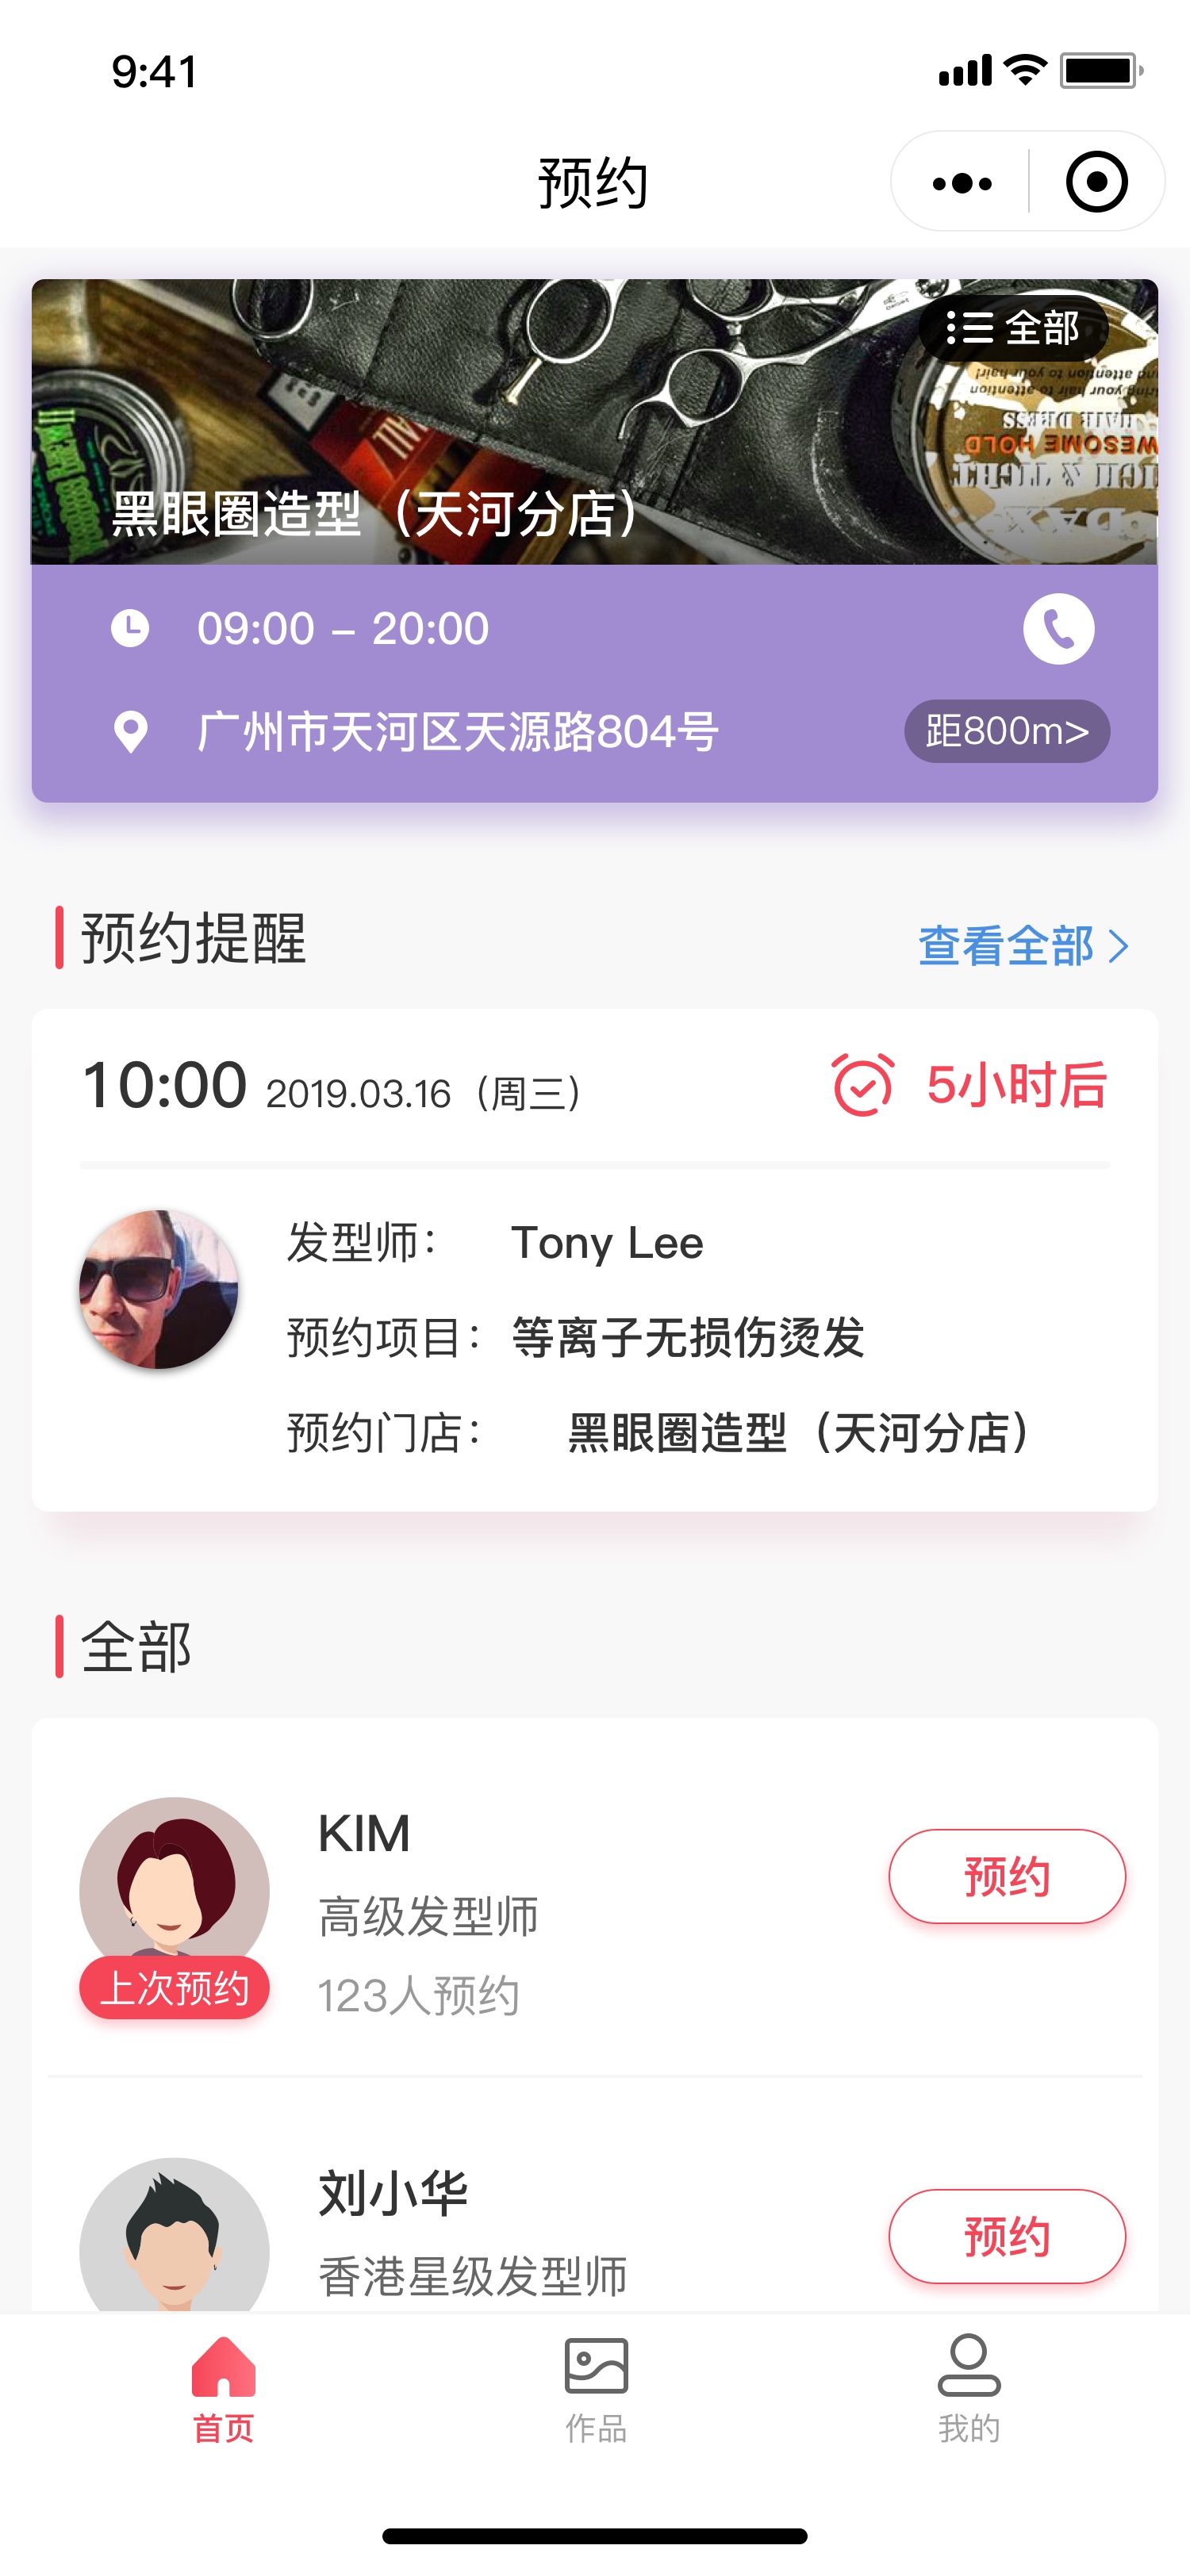 9:41
预约
全部
黑眼圈造型（天河分店）
09:00 – 20:00
广州市天河区天源路804号
距800m>
预约提醒
查看全部
10:00 2019.03.16（周三）
5小时后
发型师： Tony Lee
预约项目： 等离子无损伤烫发
预约门店： 黑眼圈造型（天河分店）
全部
KIM
高级发型师
预约
上次预约
123人预约
刘小华
香港星级发型师
预约
首页
作品
我的